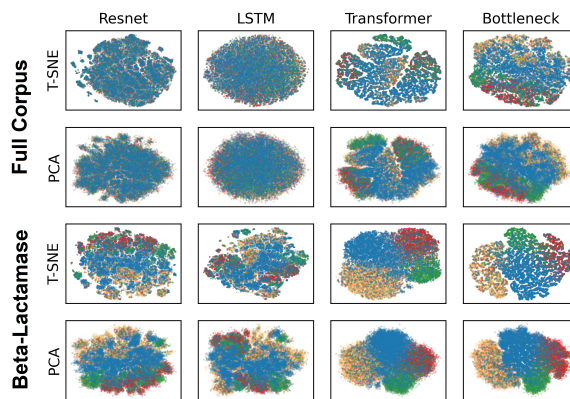 Resnet LSTM Transformer Bottleneck
Full Corpus
T-SNE
PCA
Beta-Lactamase
T-SNE
PCA